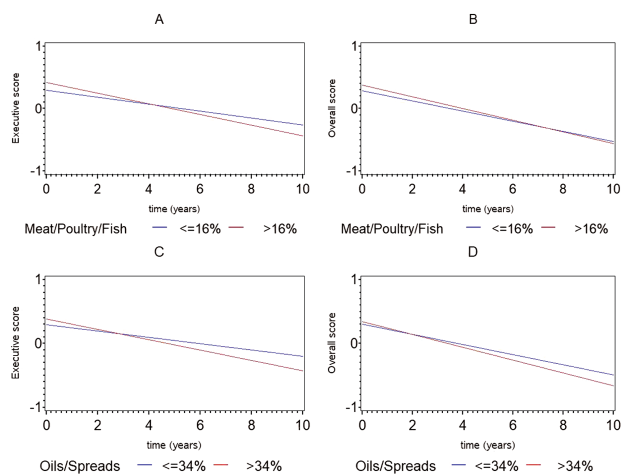 A
B
1
0
-1
Executive score
0 2 4 6 8 10
time (years)
Meat/Poultry/Fish <=16% >16%
1
0
-1
Overall score
0 2 4 6 8 10
time (years)
Meat/Poultry/Fish <=16% >16%
C
D
1
0
-1
Executive score
0 2 4 6 8 10
time (years)
Oils/Spreads <=34% >34%
1
0
-1
Overall score
0 2 4 6 8 10
time (years)
Oils/Spreads <=34% >34%